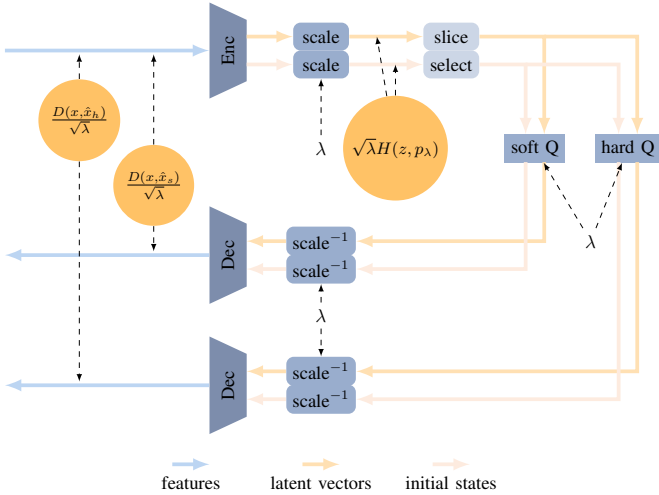 Enc
scale
slice
scale
select
D(x,x̂_h)
√λ
λ
√λH(z, p_λ)
soft Q
hard Q
D(x,x̂_s)
√λ
λ
Dec
scale⁻¹
scale⁻¹
λ
Dec
scale⁻¹
scale⁻¹
features
latent vectors
initial states